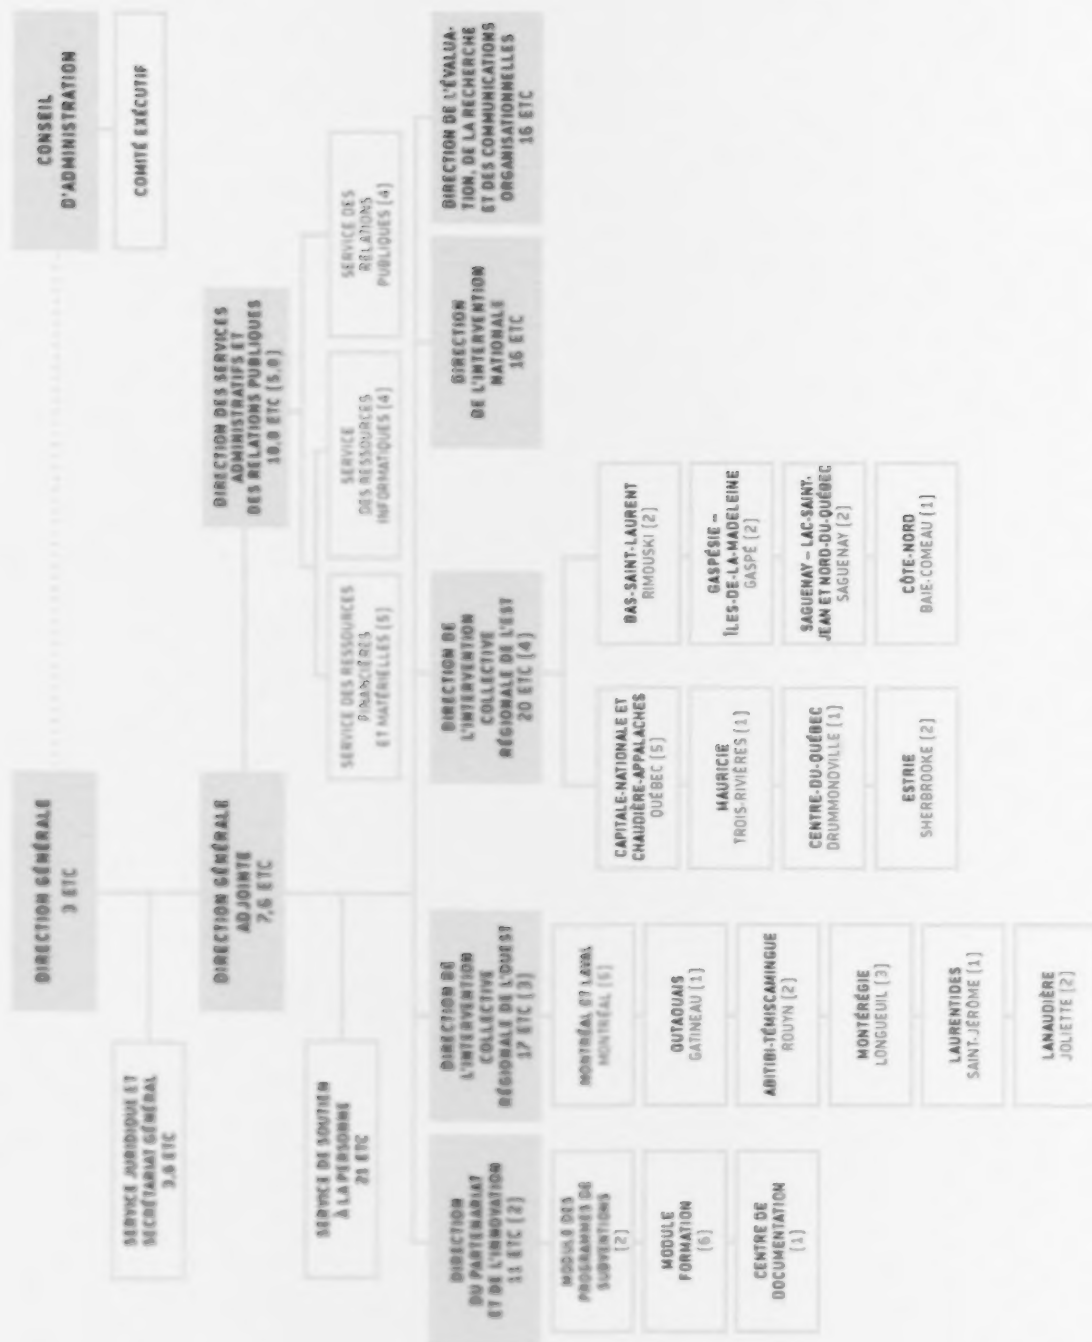 CONSEIL
D'ADMINISTRATION
COMITÉ EXÉCUTIF
DIRECTION GÉNÉRALE
3 ETC
SERVICE JURIDIQUE ET
SECRÉTARIAT GÉNÉRAL
3,6 ETC
DIRECTION GÉNÉRALE
ADJOINTE
7,6 ETC
DIRECTION DES SERVICES
ADMINISTRATIFS ET
DES RELATIONS PUBLIQUES
[5,0]
SERVICE DE SOUTIEN
À LA PERSONNE
ETC
SERVICE DES RESSOURCES
FINANCIÈRES
ET MATÉRIELLES [5]
SERVICE
DES RESSOURCES
INFORMATIQUES [4]
SERVICE DES
RELATIONS
PUBLIQUES [4]
DIRECTION
DU PARTENARIAT
ET DE L'INNOVATION
11 ETC [2]
MODULE DES
PROGRAMMES DE
SUBVENTIONS
[2]
MODULE
FORMATION
[6]
CENTRE DE
DOCUMENTATION
[1]
DIRECTION DE
L'INTERVENTION
COLLECTIVE
RÉGIONALE DE L'OUEST
17 ETC [3]
MONTRÉAL ET LAVAL
MONTRÉAL [5]
OUTAOUAIS
GATINEAU [1]
ABITIBI-TÉMISCAMINGUE
ROUYN [2]
MONTÉRÉGIE
LONGUEUIL [3]
LAURENTIDES
SAINT-JÉRÔME [1]
LANAUDIÈRE
JOLIETTE [2]
DIRECTION DE
L'INTERVENTION
COLLECTIVE
RÉGIONALE DE L'EST
20 ETC [4]
CAPITALE-NATIONALE ET
CHAUDIÈRE-APPALACHES
QUÉBEC [5]
MAURICIE
TROIS-RIVIÈRES [1]
CENTRE-DU-QUÉBEC
DRUMMONDVILLE [1]
ESTRIE
SHERBROOKE [2]
BAS-SAINT-LAURENT
RIMOUSKI [2]
GASPÉSIE –
ÎLES-DE-LA-MADELEINE
GASPÉ [2]
SAGUENAY – LAC-SAINT-
JEAN ET NORD-DU-QUÉBEC
SAGUENAY [2]
CÔTE-NORD
BAIE-COMEAU [1]
DIRECTION
DE L'INTERVENTION
NATIONALE
16 ETC
DIRECTION DE L'ÉVALUA-
TION, DE LA RECHERCHE
ET DES COMMUNICATIONS
ORGANISATIONNELLES
16 ETC